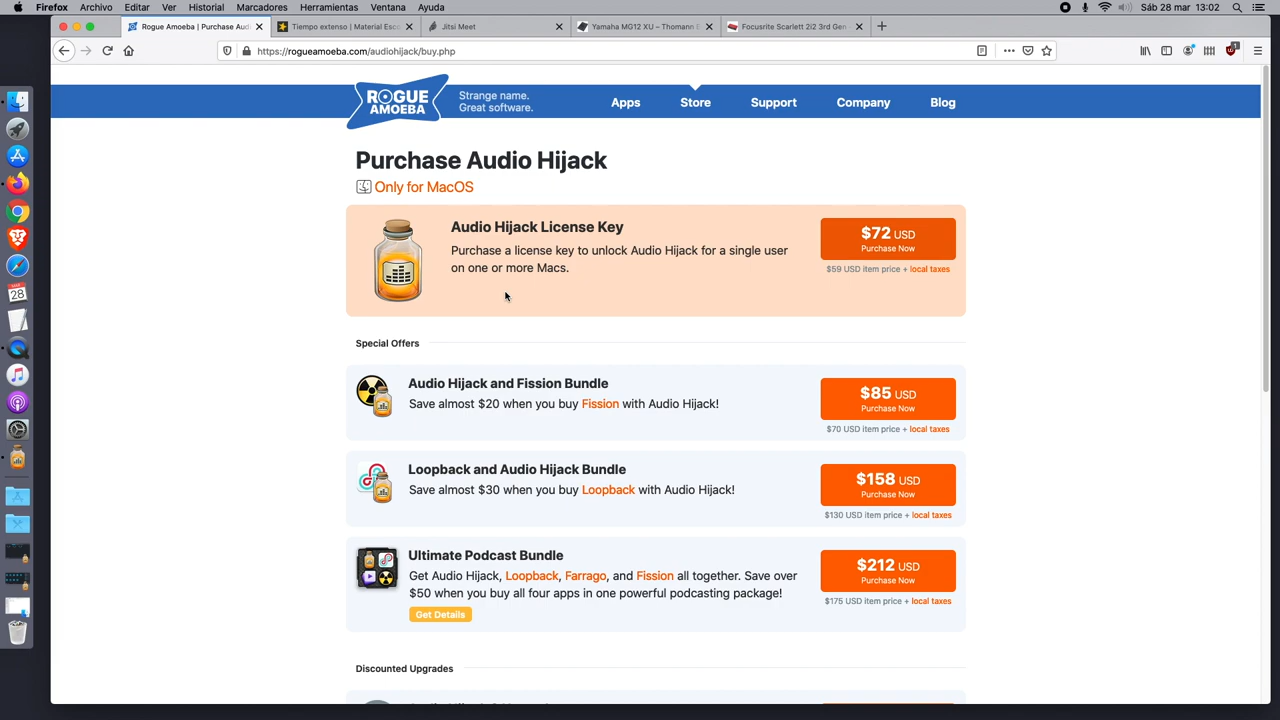 Firefox Archivo Editar Ver Historial Marcadores Herramientas Ventana Ayuda
Sáb 28 mar 13:02
Rogue Amoeba | Purchase Aud
Tiempo extenso | Material Esco
Jitsi Meet
Yamaha MG12 XU – Thomann E
Focusrite Scarlett 2i2 3rd Gen
https://rogueamoeba.com/audiohijack/buy.php
1
ROGUE
AMOEBA
Strange name.
Great software.
Apps
Store
Support
Company
Blog
Purchase Audio Hijack
Only for MacOS
Audio Hijack License Key
Purchase a license key to unlock Audio Hijack for a single user
on one or more Macs.
$72 USD
Purchase Now
$59 USD item price + local taxes
Special Offers
Audio Hijack and Fission Bundle
Save almost $20 when you buy Fission with Audio Hijack!
$85 USD
Purchase Now
$70 USD item price + local taxes
Loopback and Audio Hijack Bundle
Save almost $30 when you buy Loopback with Audio Hijack!
$158 USD
Purchase Now
$130 USD item price + local taxes
Ultimate Podcast Bundle
Get Audio Hijack, Loopback, Farrago, and Fission all together. Save over
$50 when you buy all four apps in one powerful podcasting package!
Get Details
$212 USD
Purchase Now
$175 USD item price + local taxes
Discounted Upgrades
28